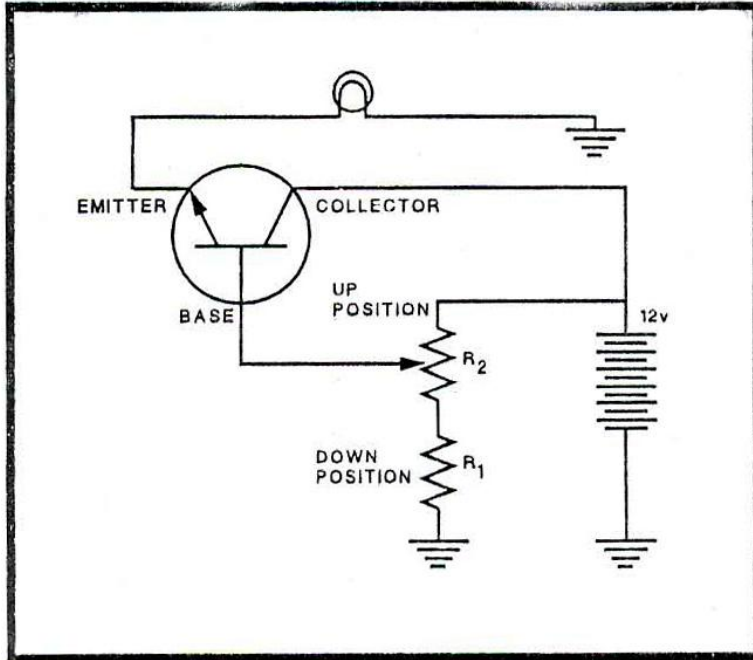 EMITTER
COLLECTOR
BASE
UP
POSITION
12v
R2
DOWN
POSITION
R1